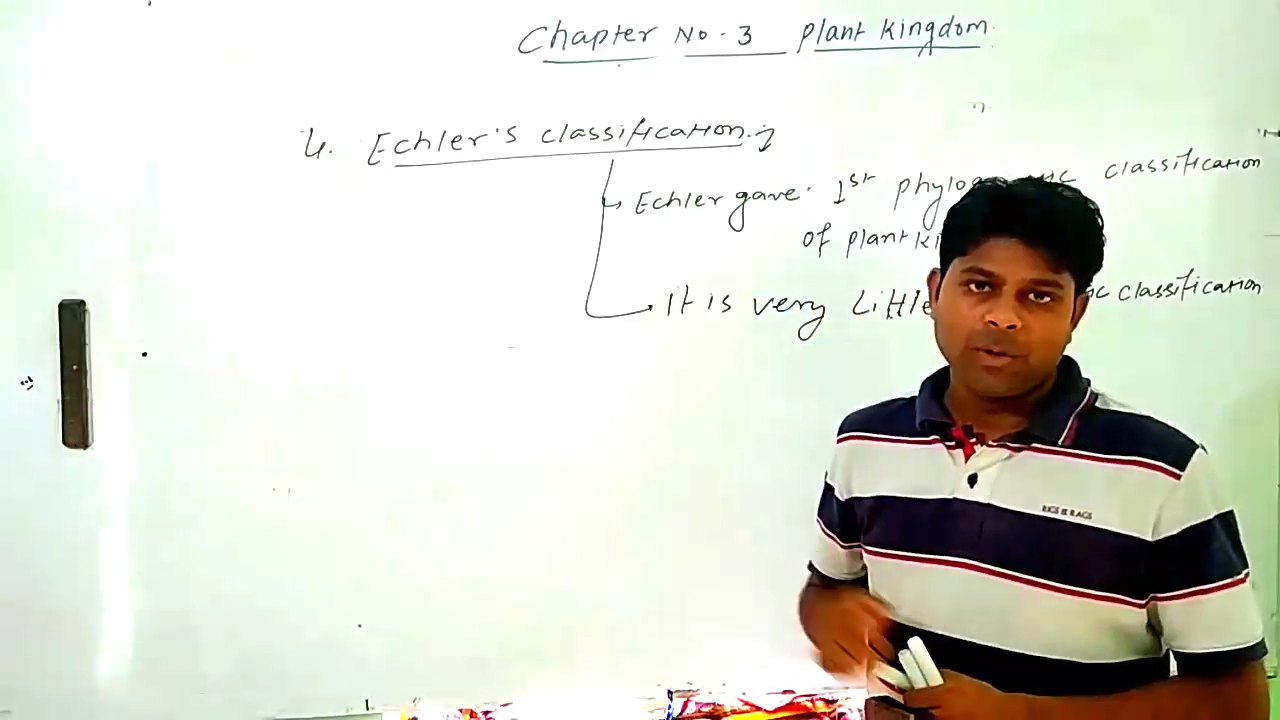 Chapter No. 3 Plant Kingdom
4. Echler's classification.
Echler gave 1st classification
of plant
It is very Little classification
RIGS & RAGS